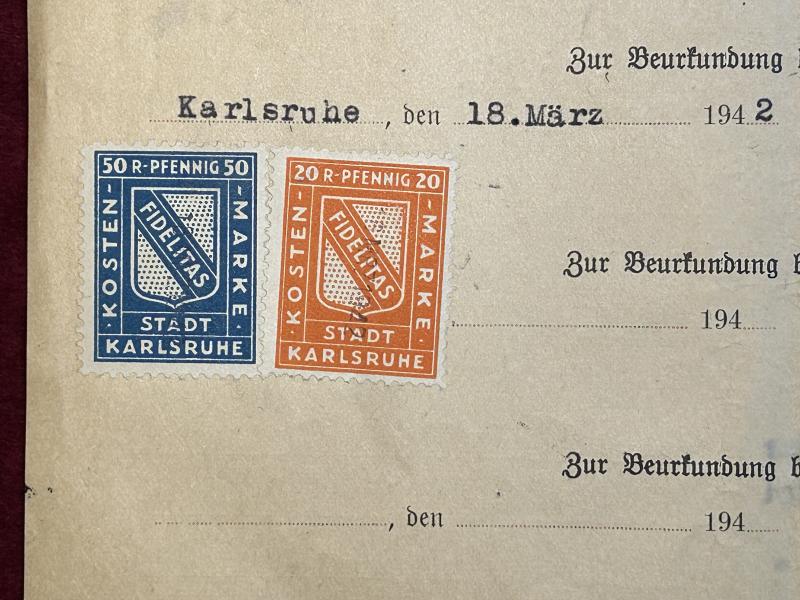 Zur Beurkundung
Karlsruhe, den 18.März 1942
50 R-PFENNIG 50
KOSTEN-MARKE
FIDELITAS
STADT
KARLSRUHE
20 R-PFENNIG 20
KOSTEN-MARKE
FIDELITAS
STADT
KARLSRUHE
Zur Beurkundung
194
Zur Beurkundung
, den 194